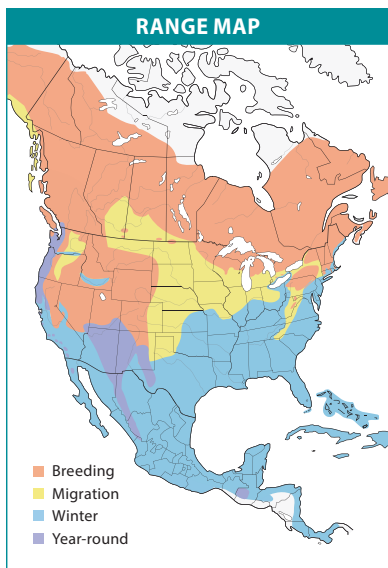 RANGE MAP
Breeding
Migration
Winter
Year-round